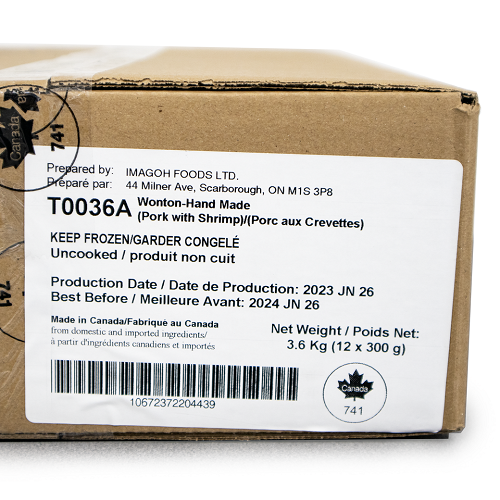 Canada
741
741
Prepared by: IMAGOH FOODS LTD.
Préparé par: 44 Milner Ave, Scarborough, ON M1S 3P8
T0036A Wonton-Hand Made
(Pork with Shrimp)/(Porc aux Crevettes)
KEEP FROZEN/GARDER CONGELÉ
Uncooked / produit non cuit
Production Date / Date de Production: 2023 JN 26
Best Before / Meilleure Avant: 2024 JN 26
Made in Canada/Fabriqué au Canada
from domestic and imported ingredients/
à partir d'ingrédients canadiens et importés
Net Weight / Poids Net:
3.6 Kg (12 x 300 g)
10672372204439
Canada
741